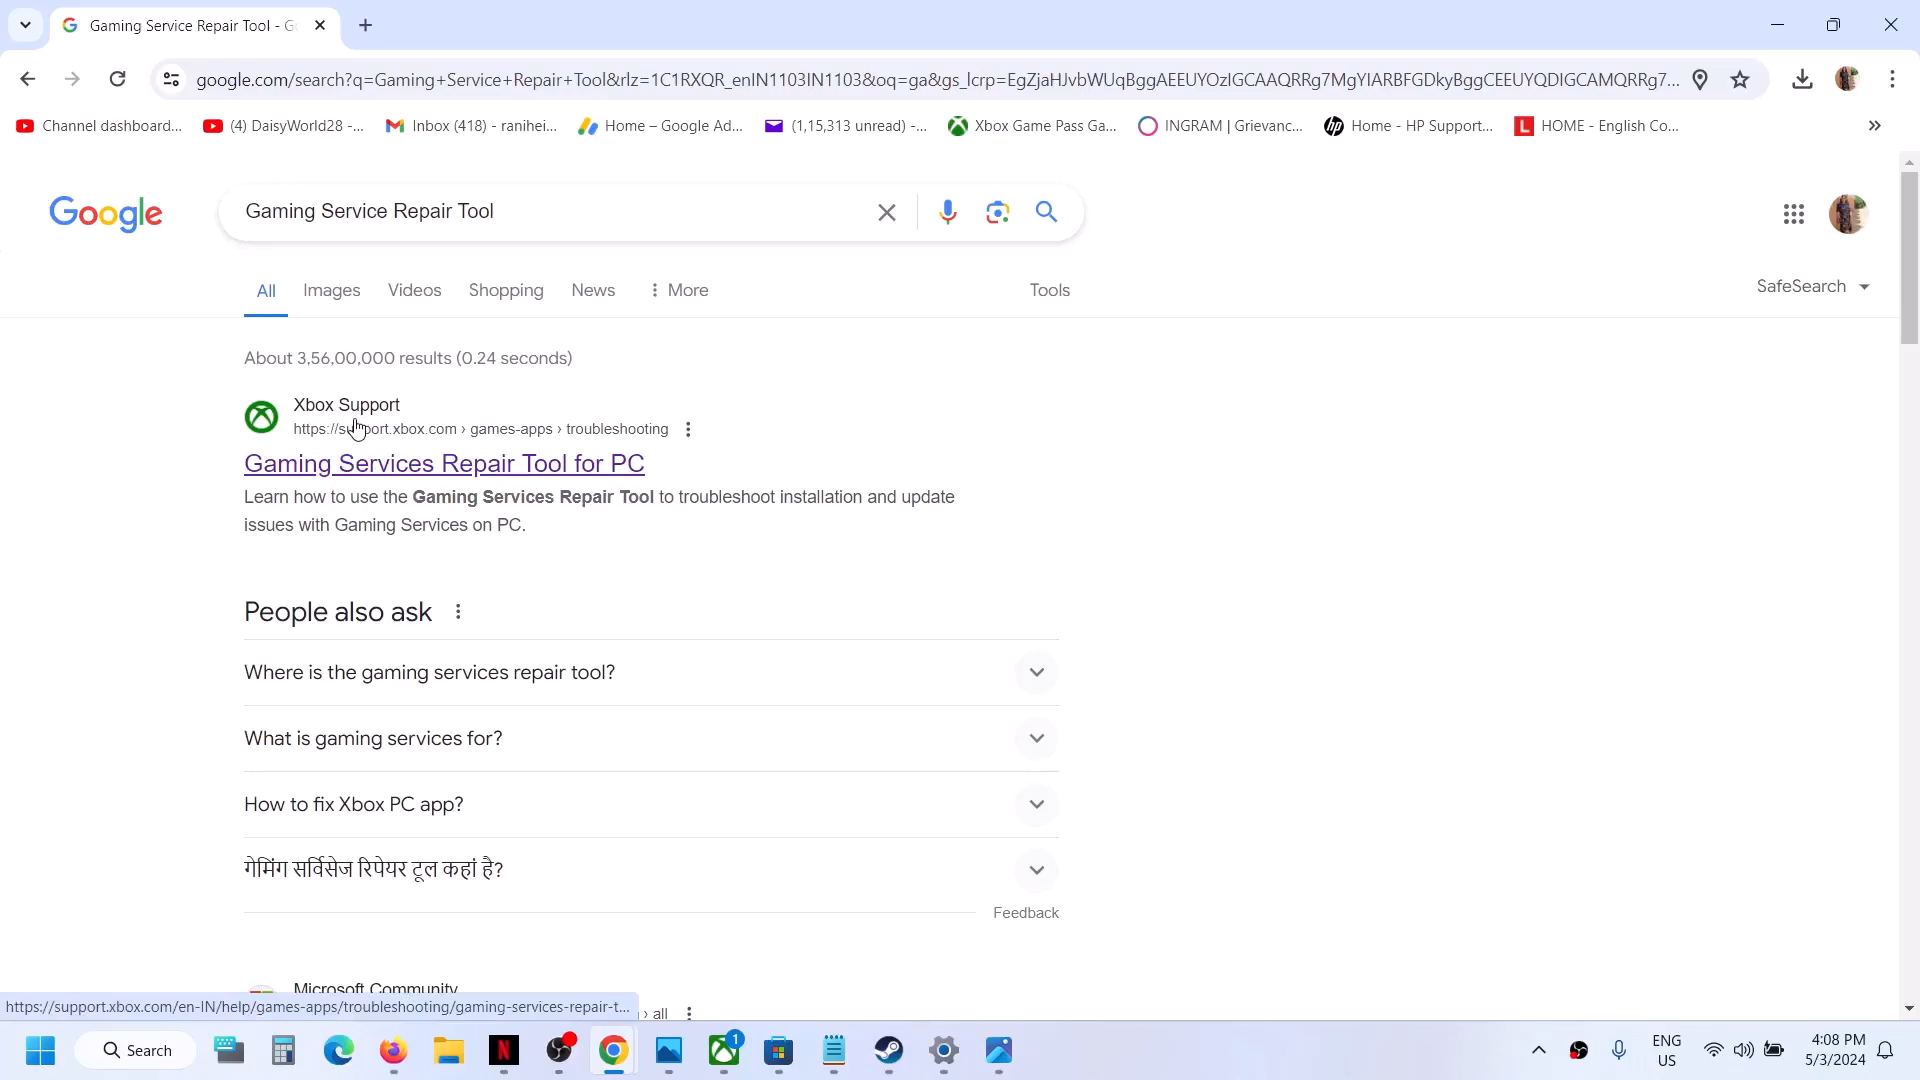 Gaming Service Repair Tool - Go
google.com/search?q=Gaming+Service+Repair+Tool&rlz=1C1RXQR_enIN1103IN1103&oq=ga&gs_lcrp=EgZjaHJvbWUqBggAEEUYOzIGCAAQRRg7MgYIARBFGDkyBggCEEUYQDIGCAMQRRg7...
Channel dashboard... (4) DaisyWorld28 -... Inbox (418) - ranihei... Home – Google Ad... (1,15,313 unread) -... Xbox Game Pass Ga... INGRAM | Grievanc... Home - HP Support... HOME - English Co...
Google Gaming Service Repair Tool
All Images Videos Shopping News More Tools SafeSearch
About 3,56,00,000 results (0.24 seconds)
Xbox Support
https://support.xbox.com › games-apps › troubleshooting
Gaming Services Repair Tool for PC
Learn how to use the Gaming Services Repair Tool to troubleshoot installation and update
issues with Gaming Services on PC.
People also ask
Where is the gaming services repair tool?
What is gaming services for?
How to fix Xbox PC app?
गेमिंग सर्विसेज रिपेयर टूल कहां है?
Feedback
Microsoft Community
https://support.xbox.com/en-IN/help/games-apps/troubleshooting/gaming-services-repair-t...
› all
Search 1 ENG US 4:08 PM
5/3/2024